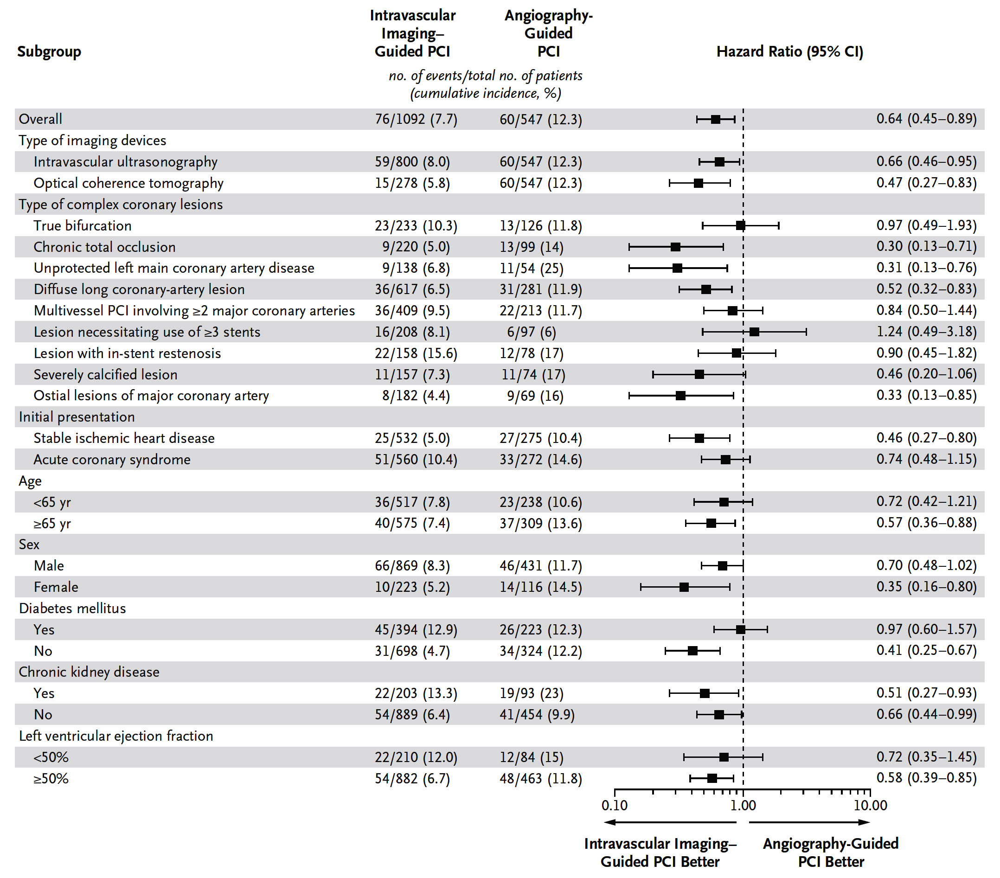 Intravascular
Imaging–
Guided PCI
Angiography-
Guided
PCI
Subgroup
Hazard Ratio (95% CI)
no. of events/total no. of patients
(cumulative incidence, %)
Overall 76/1092 (7.7) 60/547 (12.3) 0.64 (0.45–0.89)
Type of imaging devices
Intravascular ultrasonography 59/800 (8.0) 60/547 (12.3) 0.66 (0.46–0.95)
Optical coherence tomography 15/278 (5.8) 60/547 (12.3) 0.47 (0.27–0.83)
Type of complex coronary lesions
True bifurcation 23/233 (10.3) 13/126 (11.8) 0.97 (0.49–1.93)
Chronic total occlusion 9/220 (5.0) 13/99 (14) 0.30 (0.13–0.71)
Unprotected left main coronary artery disease 9/138 (6.8) 11/54 (25) 0.31 (0.13–0.76)
Diffuse long coronary-artery lesion 36/617 (6.5) 31/281 (11.9) 0.52 (0.32–0.83)
Multivessel PCI involving ≥2 major coronary arteries 36/409 (9.5) 22/213 (11.7) 0.84 (0.50–1.44)
Lesion necessitating use of ≥3 stents 16/208 (8.1) 6/97 (6) 1.24 (0.49–3.18)
Lesion with in-stent restenosis 22/158 (15.6) 12/78 (17) 0.90 (0.45–1.82)
Severely calcified lesion 11/157 (7.3) 11/74 (17) 0.46 (0.20–1.06)
Ostial lesions of major coronary artery 8/182 (4.4) 9/69 (16) 0.33 (0.13–0.85)
Initial presentation
Stable ischemic heart disease 25/532 (5.0) 27/275 (10.4) 0.46 (0.27–0.80)
Acute coronary syndrome 51/560 (10.4) 33/272 (14.6) 0.74 (0.48–1.15)
Age
<65 yr 36/517 (7.8) 23/238 (10.6) 0.72 (0.42–1.21)
≥65 yr 40/575 (7.4) 37/309 (13.6) 0.57 (0.36–0.88)
Sex
Male 66/869 (8.3) 46/431 (11.7) 0.70 (0.48–1.02)
Female 10/223 (5.2) 14/116 (14.5) 0.35 (0.16–0.80)
Diabetes mellitus
Yes 45/394 (12.9) 26/223 (12.3) 0.97 (0.60–1.57)
No 31/698 (4.7) 34/324 (12.2) 0.41 (0.25–0.67)
Chronic kidney disease
Yes 22/203 (13.3) 19/93 (23) 0.51 (0.27–0.93)
No 54/889 (6.4) 41/454 (9.9) 0.66 (0.44–0.99)
Left ventricular ejection fraction
<50% 22/210 (12.0) 12/84 (15) 0.72 (0.35–1.45)
≥50% 54/882 (6.7) 48/463 (11.8) 0.58 (0.39–0.85)
0.10 1.00 10.00
Intravascular Imaging–
Guided PCI Better
Angiography-Guided
PCI Better